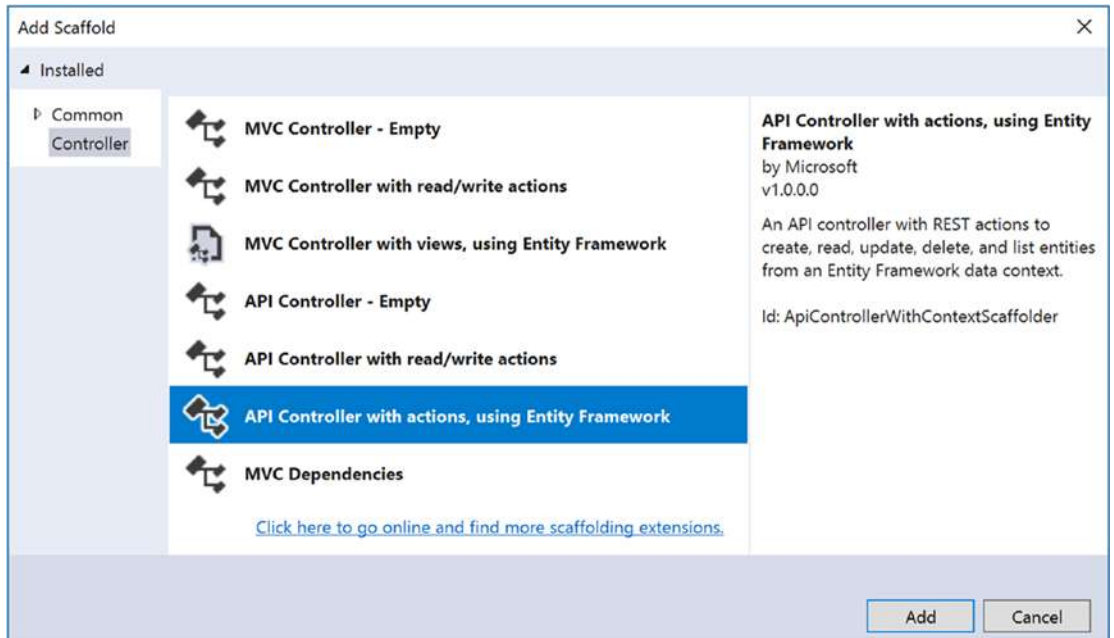 Add Scaffold
Installed
Common
Controller
MVC Controller - Empty
MVC Controller with read/write actions
MVC Controller with views, using Entity Framework
API Controller - Empty
API Controller with read/write actions
API Controller with actions, using Entity Framework
MVC Dependencies
Click here to go online and find more scaffolding extensions.
API Controller with actions, using Entity
Framework
by Microsoft
v1.0.0.0
An API controller with REST actions to
create, read, update, delete, and list entities
from an Entity Framework data context.
Id: ApiControllerWithContextScaffolder
Add
Cancel